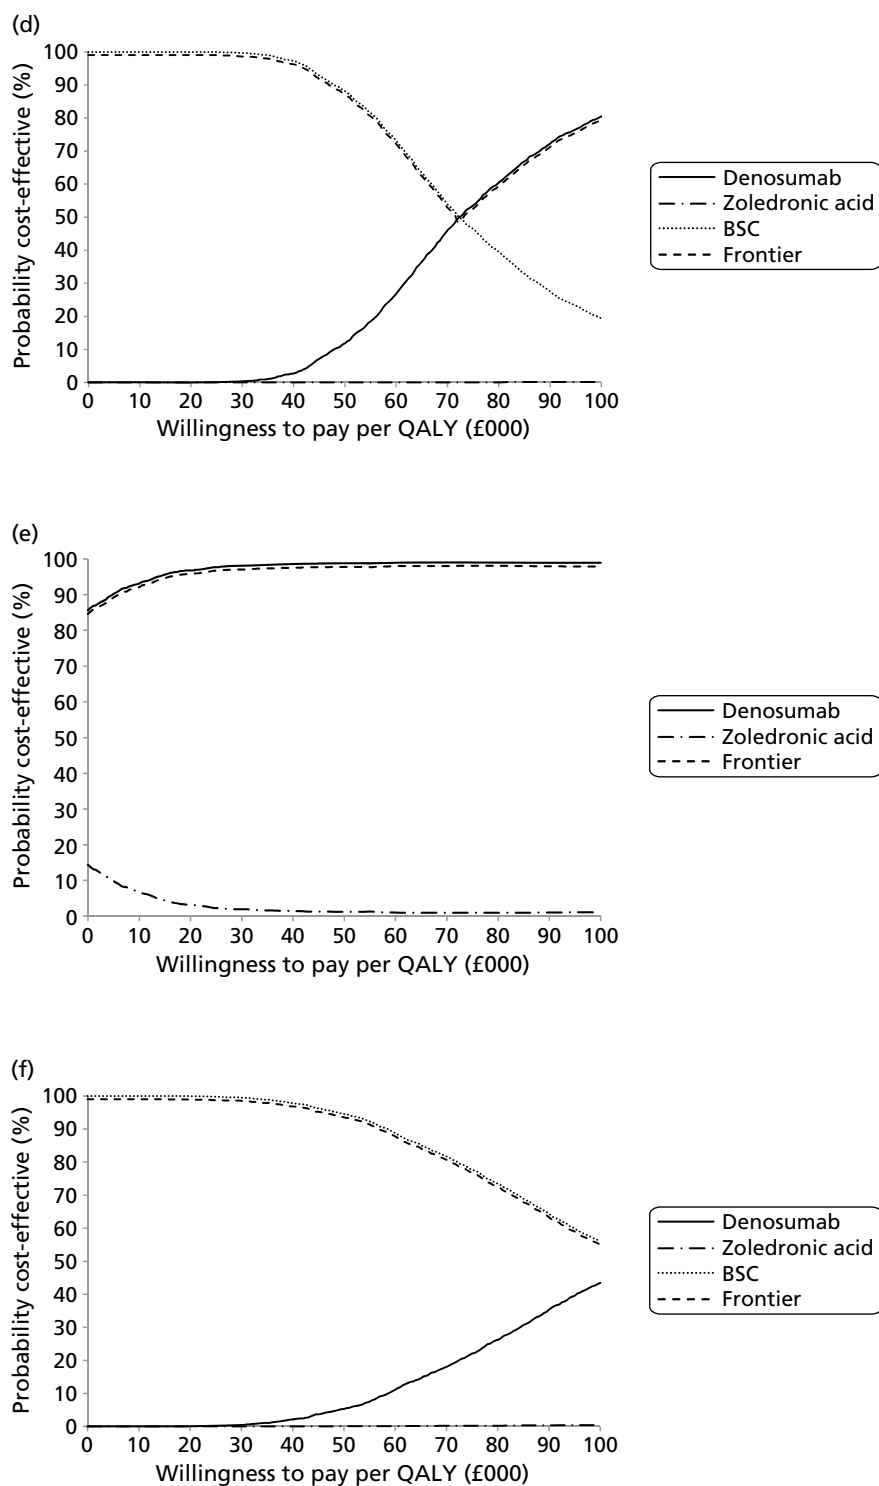 (d)
Probability cost-effective (%)
100
90
80
70
60
50
40
30
20
10
0
0 10 20 30 40 50 60 70 80 90 100
Willingness to pay per QALY (£000)
Denosumab
Zoledronic acid
BSC
Frontier
(e)
Probability cost-effective (%)
100
90
80
70
60
50
40
30
20
10
0
0 10 20 30 40 50 60 70 80 90 100
Willingness to pay per QALY (£000)
Denosumab
Zoledronic acid
Frontier
(f)
Probability cost-effective (%)
100
90
80
70
60
50
40
30
20
10
0
0 10 20 30 40 50 60 70 80 90 100
Willingness to pay per QALY (£000)
Denosumab
Zoledronic acid
BSC
Frontier